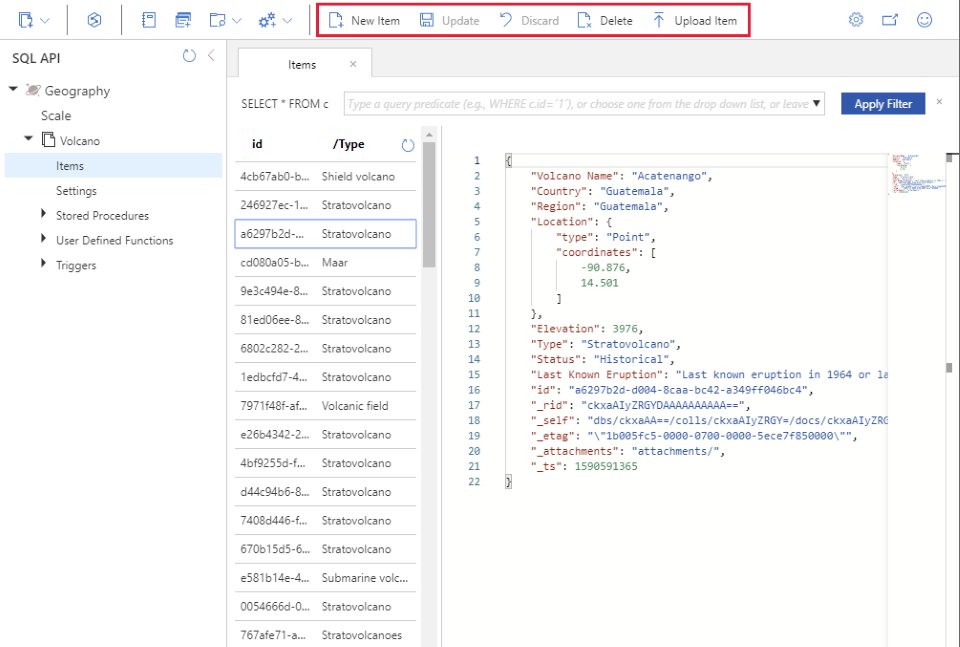 New Item Update Discard Delete Upload Item
SQL API
Geography
Scale
Volcano
Items
Settings
Stored Procedures
User Defined Functions
Triggers
Items
SELECT * FROM c Type a query predicate (e.g., WHERE c.id=´1´), or choose one from the drop down list, or leave Apply Filter
id /Type
4cb67ab0-b... Shield volcano
246927ec-1... Stratovolcano
a6297b2d-... Stratovolcano
cd080a05-b... Maar
9e3c494e-8... Stratovolcano
81ed06ee-8... Stratovolcano
6802c282-2... Stratovolcano
1edbcfd7-4... Stratovolcano
7971f48f-af... Volcanic field
e26b4342-2... Stratovolcano
4bf9255d-f... Stratovolcano
d44c94b6-8... Stratovolcano
7408d446-f... Stratovolcano
670b15d5-6... Stratovolcano
e581b14e-4... Submarine volc...
0054666d-0... Stratovolcano
767afe71-a... Stratovolcanoes
1 {
2 "Volcano Name": "Acatenango",
3 "Country": "Guatemala",
4 "Region": "Guatemala",
5 "Location": {
6 "type": "Point",
7 "coordinates": [
8 -90.876,
9 14.501
10 ]
11 },
12 "Elevation": 3976,
13 "Type": "Stratovolcano",
14 "Status": "Historical",
15 "Last Known Eruption": "Last known eruption in 1964 or la
16 "id": "a6297b2d-d004-8caa-bc42-a349ff046bc4",
17 "_rid": "ckxaAIyZRGYDAAAAAAAAAA==",
18 "_self": "dbs/ckxaAA==/colls/ckxaAIyZRGY=/docs/ckxaAIyZRG
19 "_etag": "\"1b005fc5-0000-0700-0000-5ece7f850000\"",
20 "_attachments": "attachments/",
21 "_ts": 1590591365
22 }